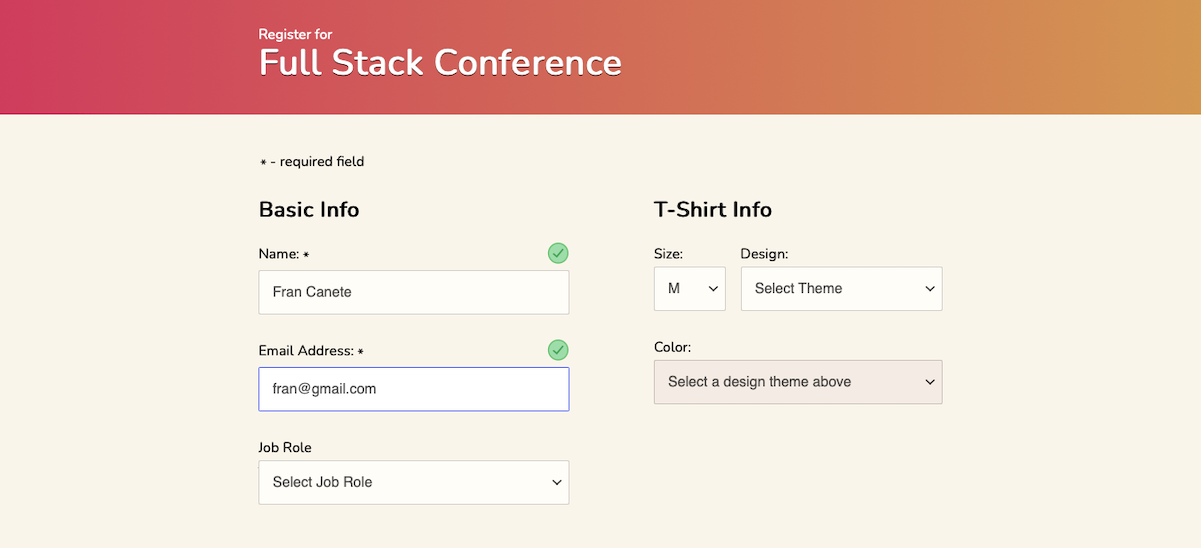 Register for
Full Stack Conference
* - required field
Basic Info
Name: *
Fran Canete
Email Address: *
fran@gmail.com
Job Role
Select Job Role
T-Shirt Info
Size:
M
Design:
Select Theme
Color:
Select a design theme above